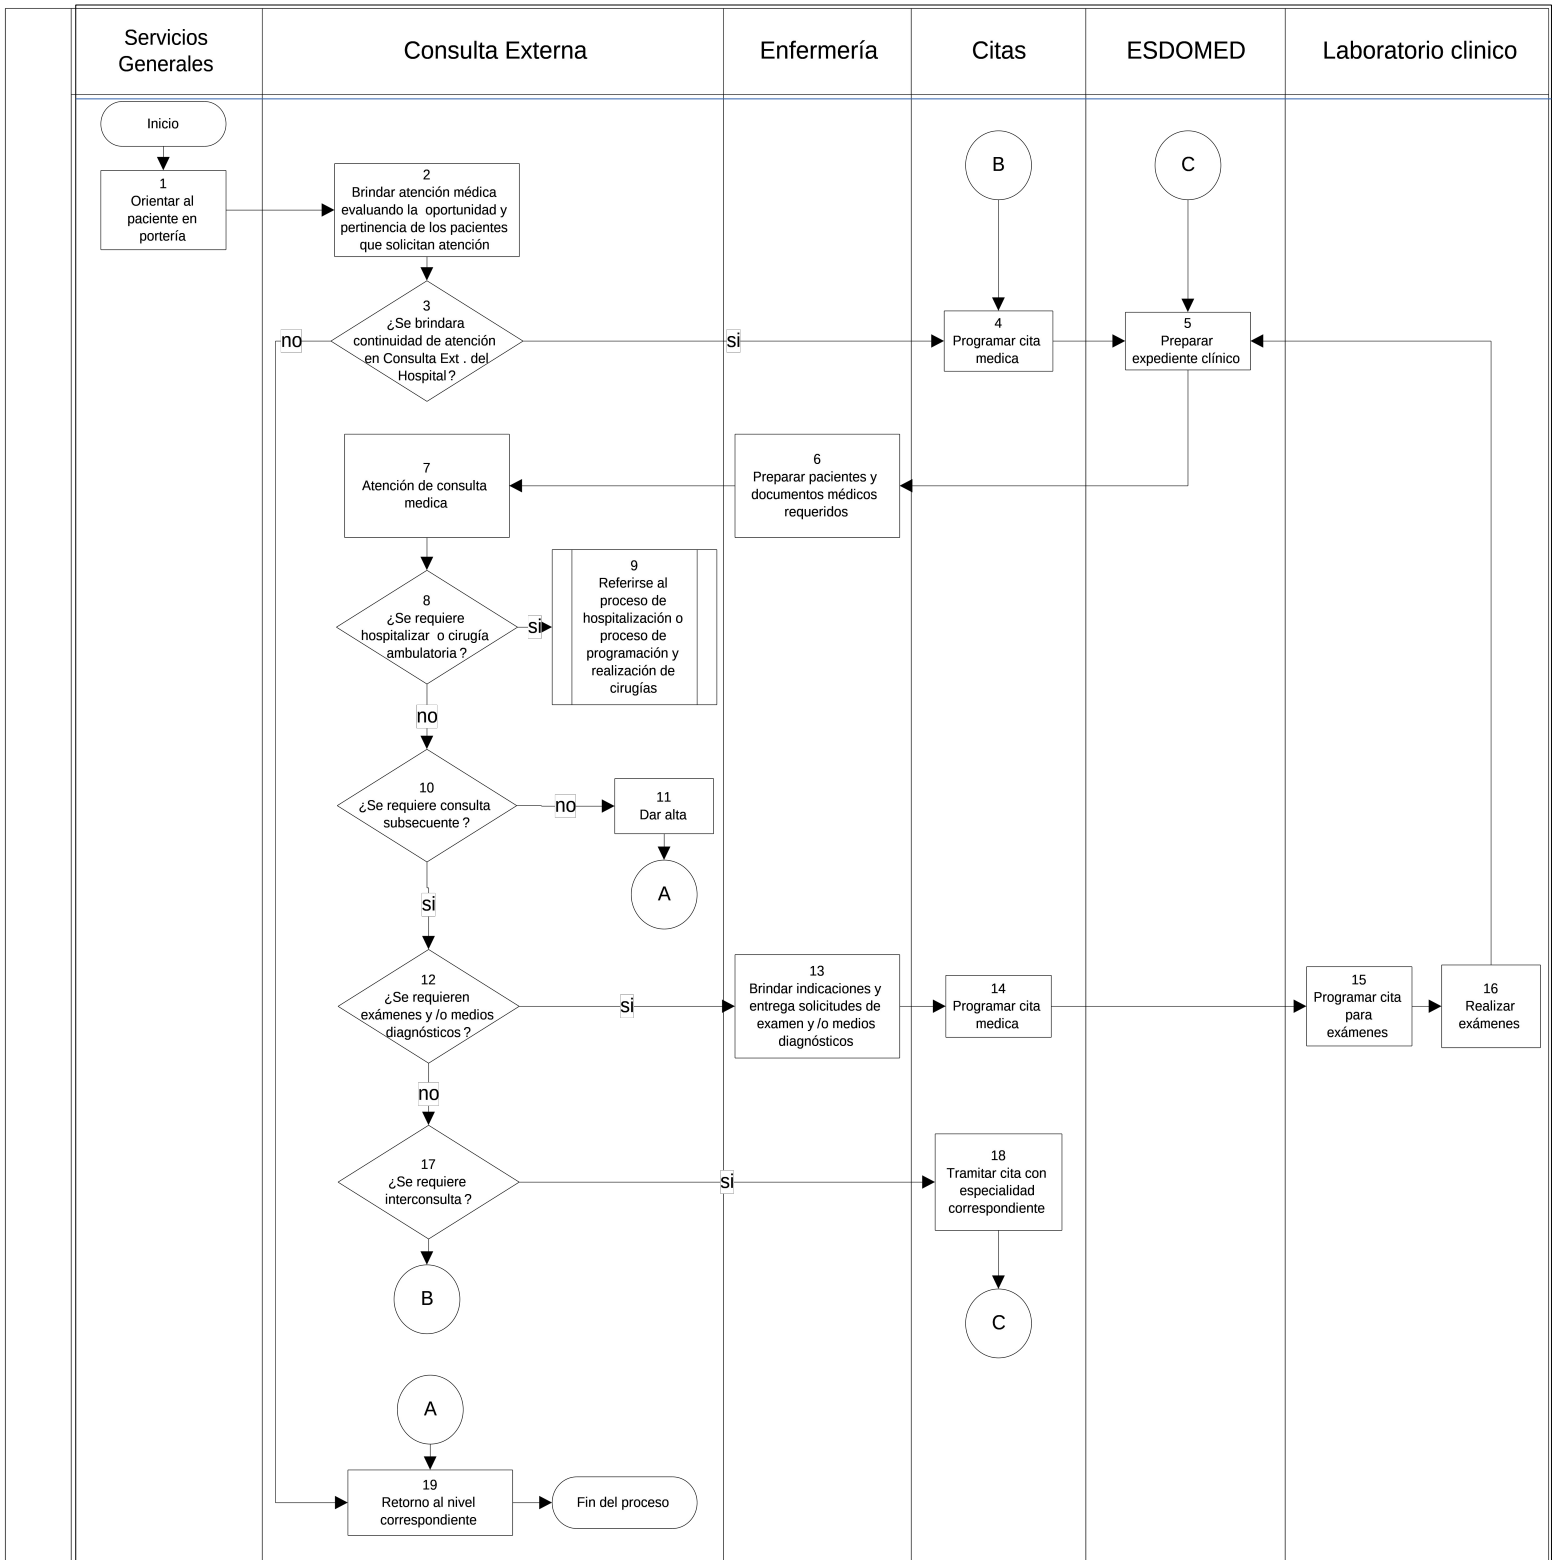 Servicios
Generales
Consulta Externa
Enfermería
Citas
ESDOMED
Laboratorio clinico
Inicio
1
Orientar al
paciente en
portería
2
Brindar atención médica
evaluando la oportunidad y
pertinencia de los pacientes
que solicitan atención
B
C
3
¿Se brindara
continuidad de atención
en Consulta Ext . del
Hospital ?
no
si
4
Programar cita
medica
5
Preparar
expediente clínico
6
Preparar pacientes y
documentos médicos
requeridos
7
Atención de consulta
medica
8
¿Se requiere
hospitalizar o cirugía
ambulatoria ?
si
9
Referirse al
proceso de
hospitalización o
proceso de
programación y
realización de
cirugías
no
10
¿Se requiere consulta
subsecuente ?
no
11
Dar alta
A
si
12
¿Se requieren
exámenes y /o medios
diagnósticos ?
si
13
Brindar indicaciones y
entrega solicitudes de
examen y /o medios
diagnósticos
14
Programar cita
medica
15
Programar cita
para
exámenes
16
Realizar
exámenes
no
17
¿Se requiere
interconsulta ?
si
18
Tramitar cita con
especialidad
correspondiente
B
C
A
19
Retorno al nivel
correspondiente
Fin del proceso